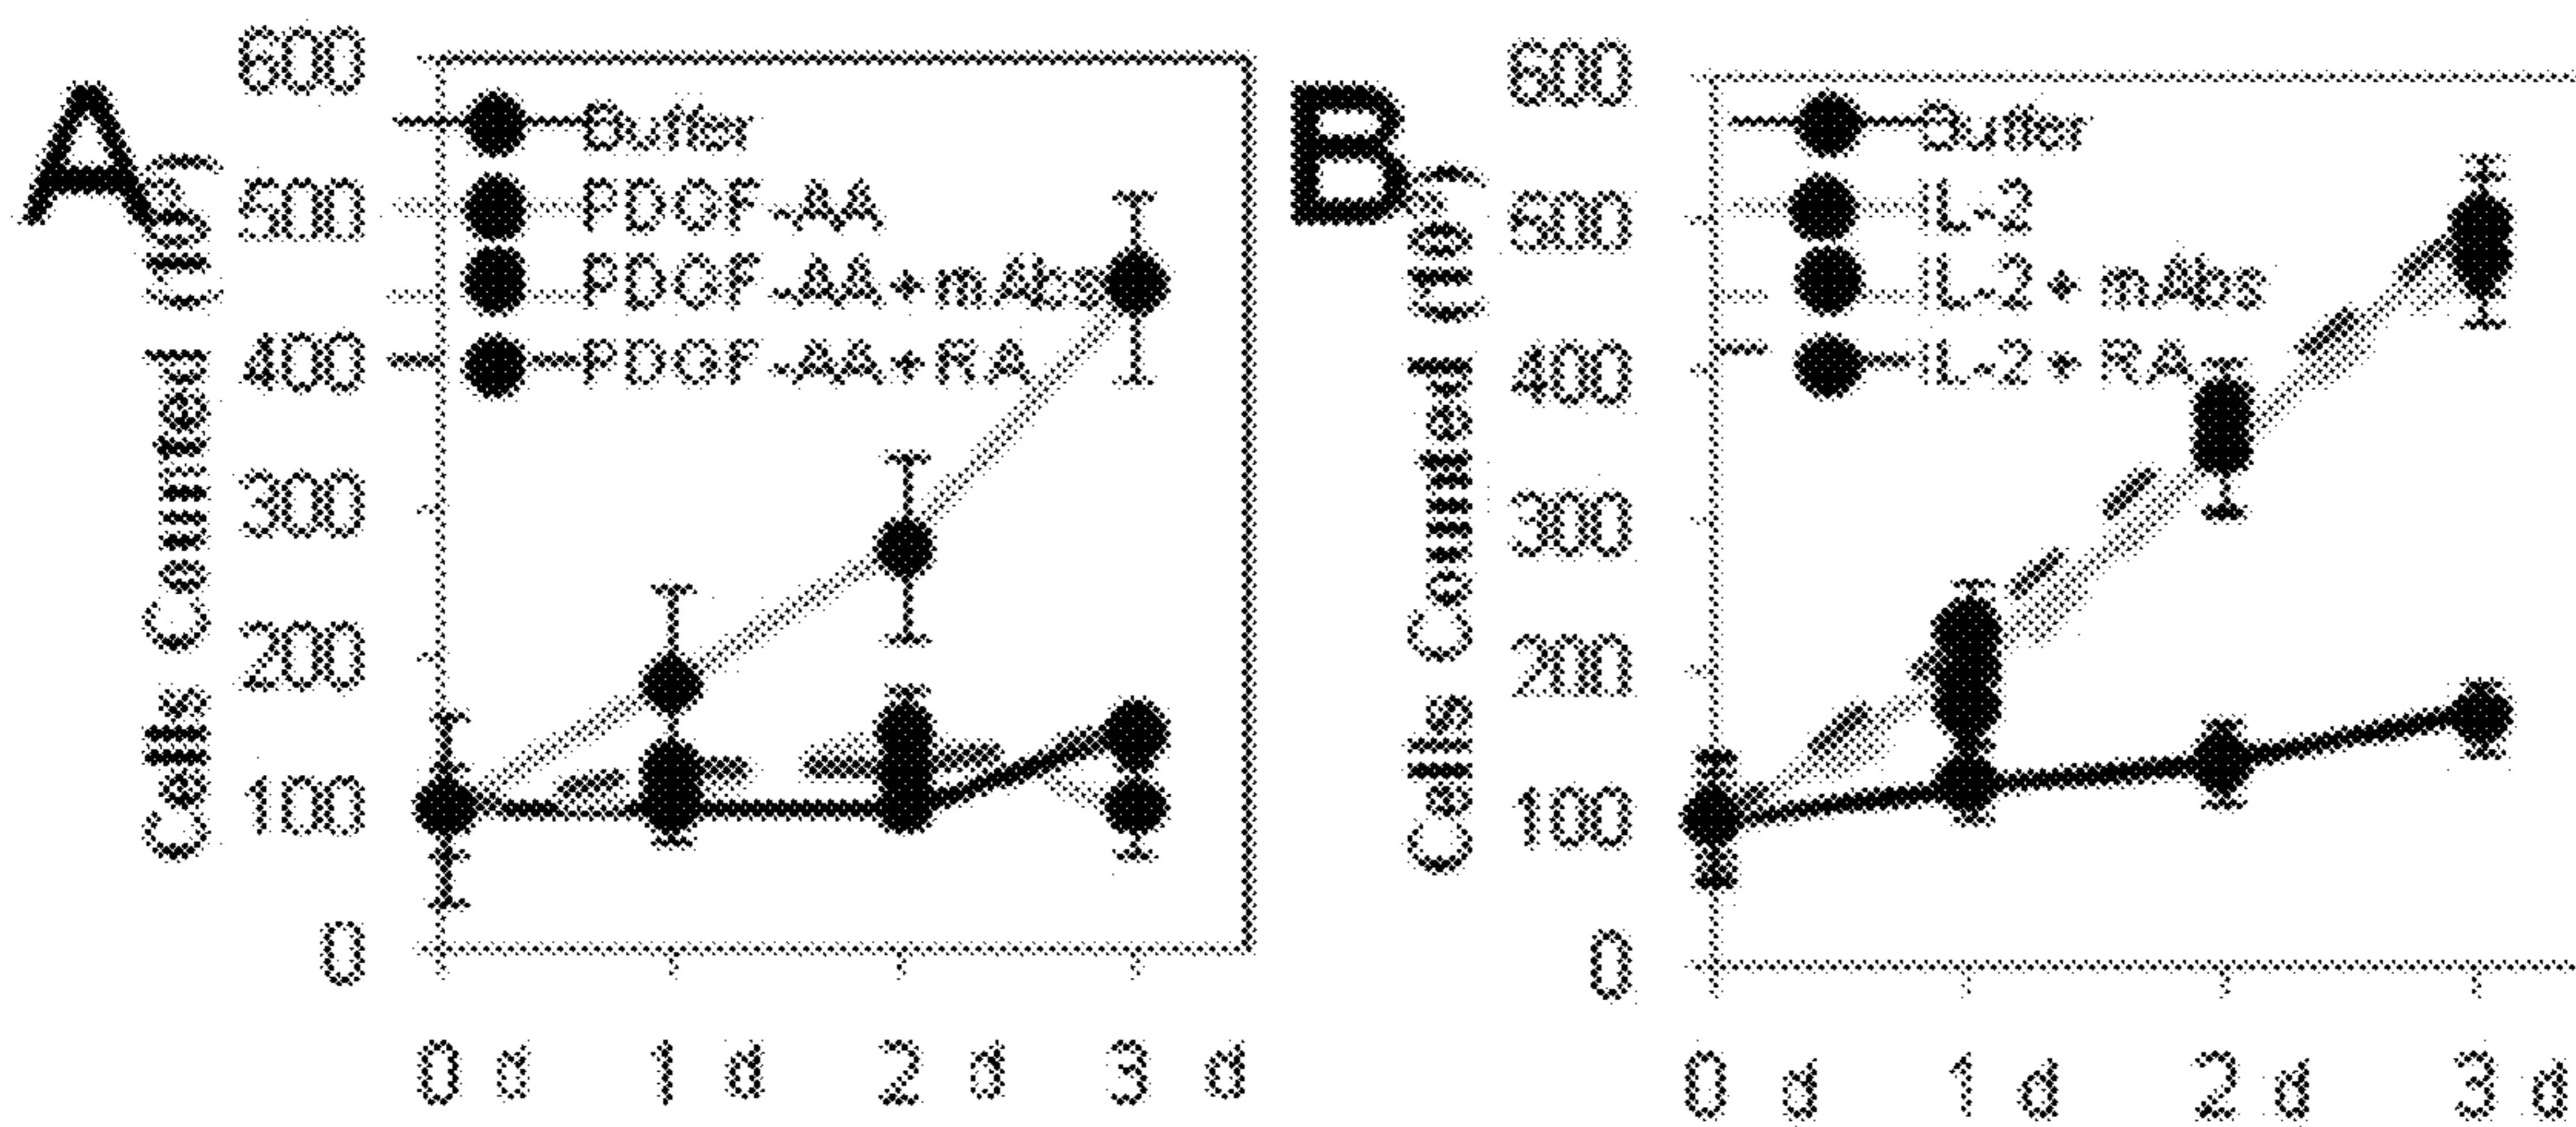 A
Cells Counted
600
500
400
300
200
100
0
Buffer
PDGF-AA
PDGF-AA+mAbs
PDGF-AA+RA
0 d 1 d 2 d 3 d
B
Cells Counted
600
500
400
300
200
100
0
Buffer
IL-2
IL-2+mAbs
IL-2+RA
0 d 1 d 2 d 3 d